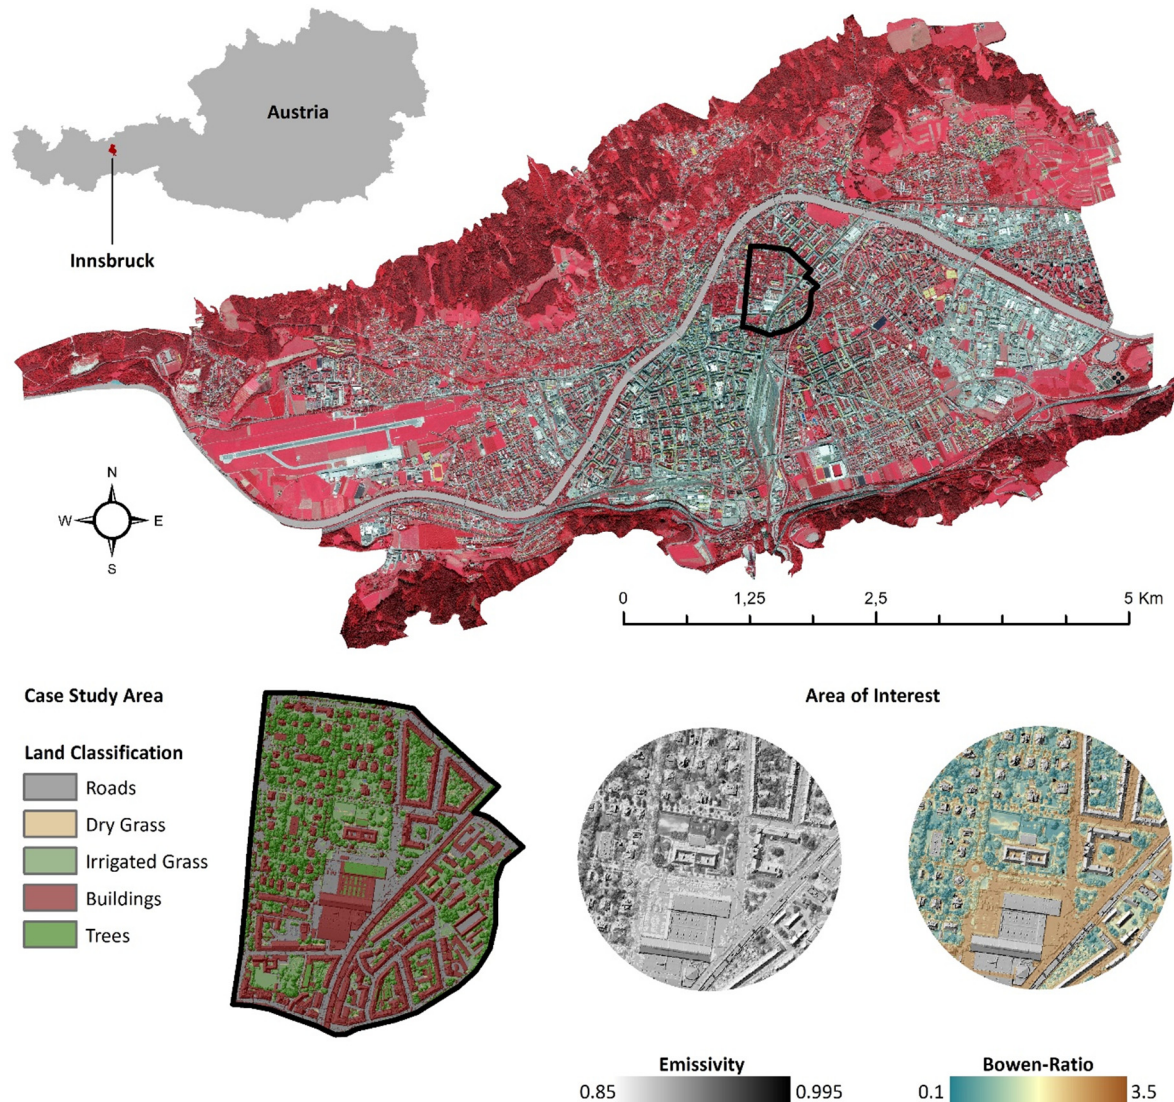 Austria
Innsbruck
N
W E
S
0 1,25 2,5 5 Km
Case Study Area
Area of Interest
Land Classification
Roads
Dry Grass
Irrigated Grass
Buildings
Trees
Emissivity
0.85 0.995
Bowen-Ratio
0.1 3.5